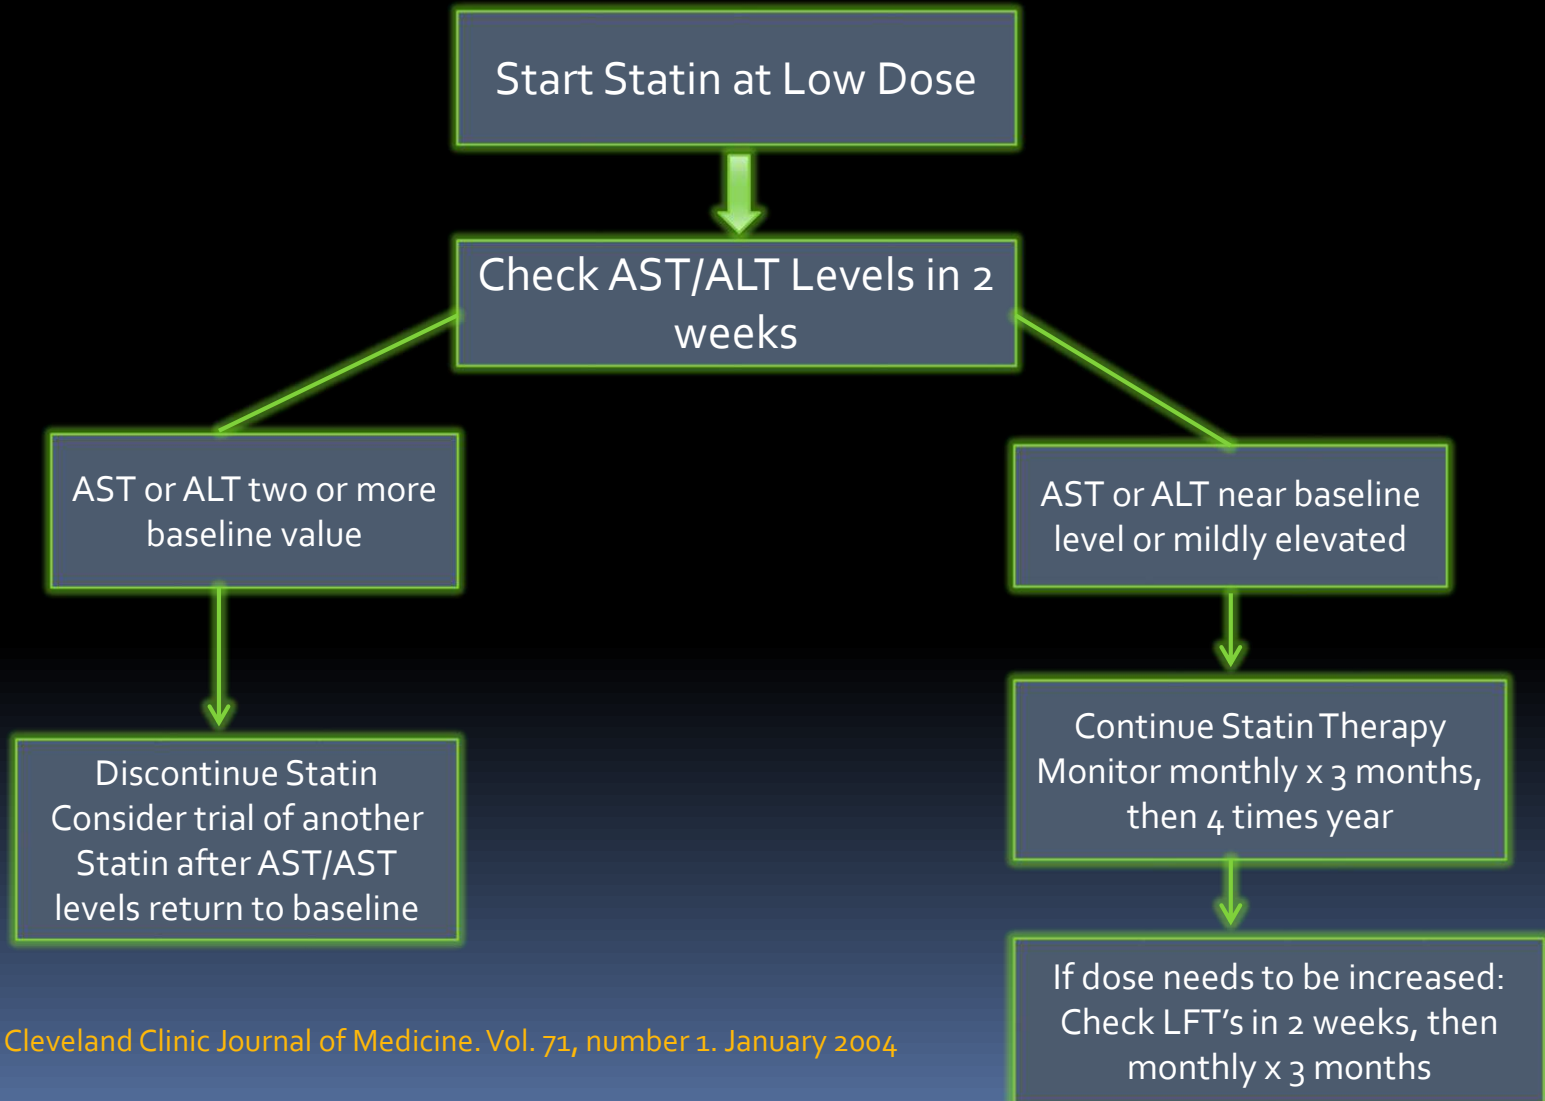 Start Statin at Low Dose
Check AST/ALT Levels in 2
weeks
AST or ALT two or more
baseline value
AST or ALT near baseline
level or mildly elevated
Discontinue Statin
Consider trial of another
Statin after AST/AST
levels return to baseline
Continue Statin Therapy
Monitor monthly x 3 months,
then 4 times year
If dose needs to be increased:
Check LFT's in 2 weeks, then
monthly x 3 months
Cleveland Clinic Journal of Medicine. Vol. 71, number 1. January 2004